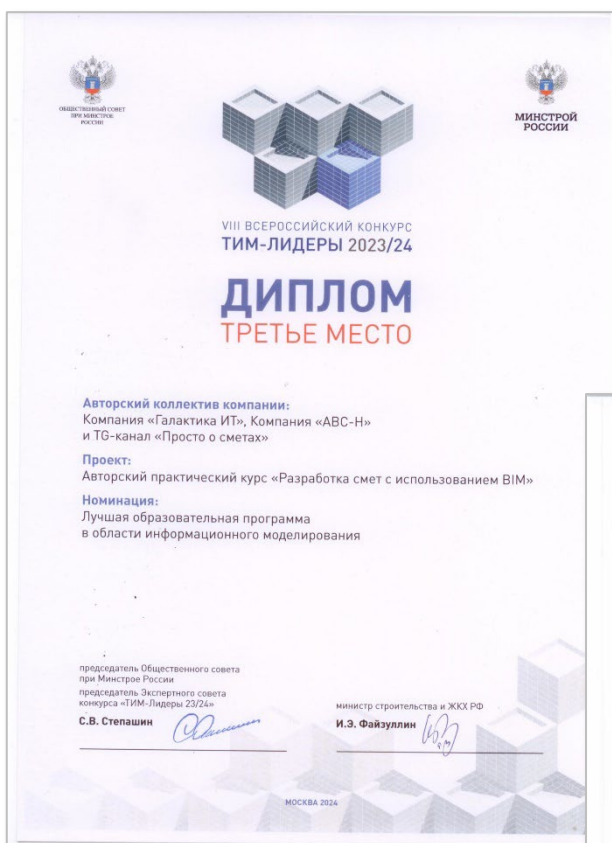 ОБЩЕСТВЕННЫЙ СОВЕТ
ПРИ МИНСТРОЕ
РОССИИ
МИНСТРОЙ
РОССИИ
VIII ВСЕРОССИЙСКИЙ КОНКУРС
ТИМ-ЛИДЕРЫ 2023/24
ДИПЛОМ
ТРЕТЬЕ МЕСТО
Авторский коллектив компании:
Компания «Галактика ИТ», Компания «АВС-Н»
и TG-канал «Просто о сметах»
Проект:
Авторский практический курс «Разработка смет с использованием BIM»
Номинация:
Лучшая образовательная программа
в области информационного моделирования
председатель Общественного совета
при Минстрое России
председатель Экспертного совета
конкурса «ТИМ-Лидеры 23/24»
С.В. Степашин
министр строительства и ЖКХ РФ
И.Э. Файзуллин
МОСКВА 2024